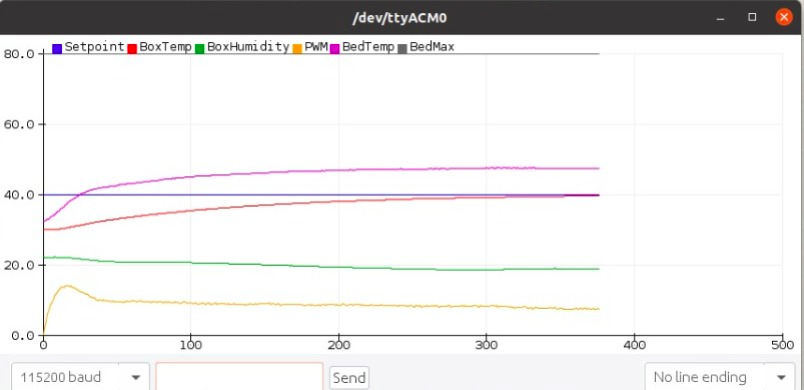 /dev/ttyACM0
Setpoint BoxTemp BoxHumidity PWM BedTemp BedMax
80.0
60.0
40.0
20.0
0.0
0 100 200 300 400 500
115200 baud Send No line ending